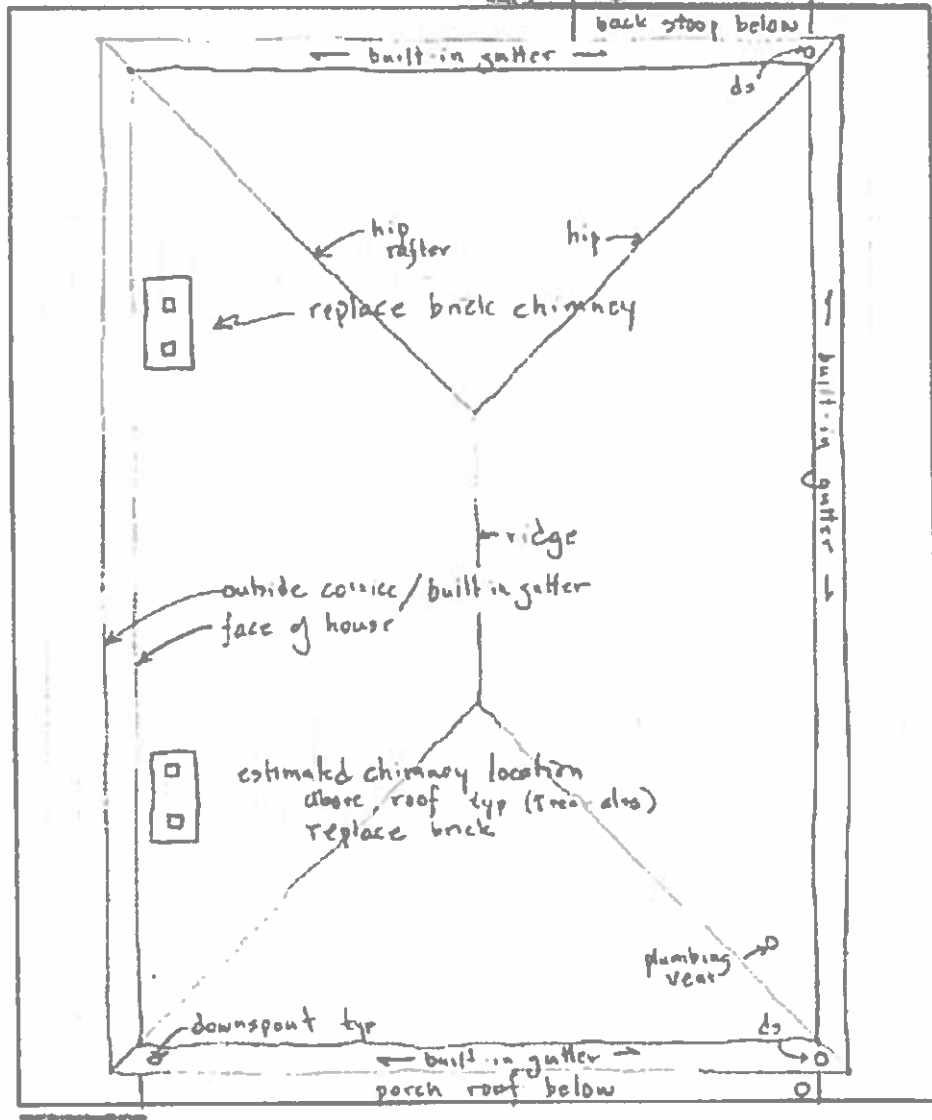 back stoop below
← built-in gutter →
ds
hip
rafter
hip
replace brick chimney
← built-in gutter →
ridge
outside cornice/built in gutter
face of house
estimated chimney location
above roof typ
replace brick
plumbing
vent
downspout typ
ds
← built-in gutter →
porch roof below